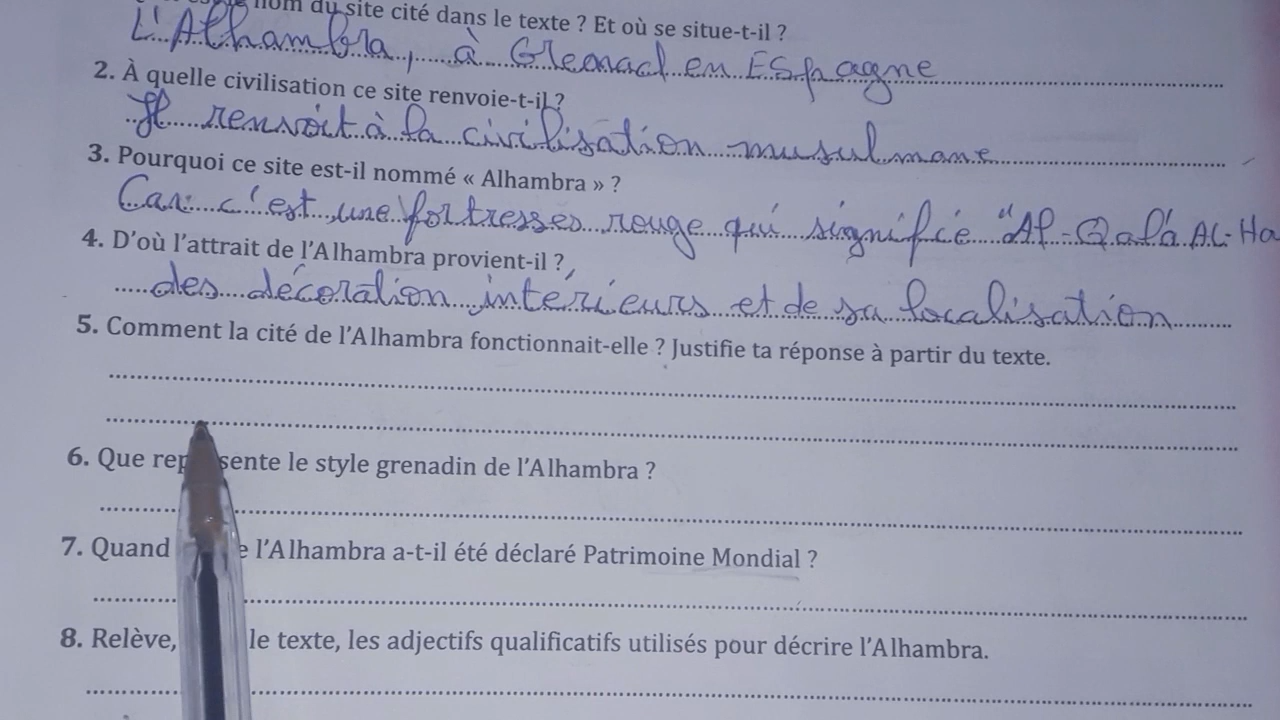 nom du site cité dans le texte ? Et où se situe-t-il ?
L'Alhambra, à Grenad en ESpagne
2. À quelle civilisation ce site renvoie-t-il ?
Il renvoit à la civilisation musulmane
3. Pourquoi ce site est-il nommé « Alhambra » ?
Car c'est une fortresses rouge qui signifie "Al-Qal'a AL-Ha
4. D'où l'attrait de l'Alhambra provient-il ?
des décoration intérieurs et de sa localisation
5. Comment la cité de l'Alhambra fonctionnait-elle ? Justifie ta réponse à partir du texte.
6. Que rep sente le style grenadin de l'Alhambra ?
7. Quand e l'Alhambra a-t-il été déclaré Patrimoine Mondial ?
8. Relève, le texte, les adjectifs qualificatifs utilisés pour décrire l'Alhambra.